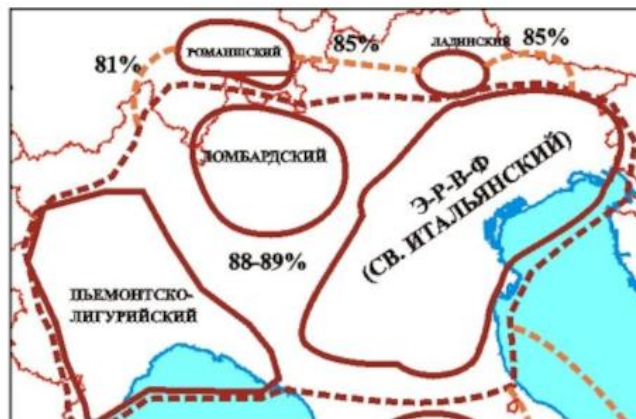 РОМАНШСКИЙ
85%
ЛАДИНСКИЙ
85%
81%
ЛОМБАРДСКИЙ
Э-Р-В-Ф
(СВ. ИТАЛЬЯНСКИЙ)
88-89%
ПЬЕМОНТСКО-
ЛИГУРИЙСКИЙ